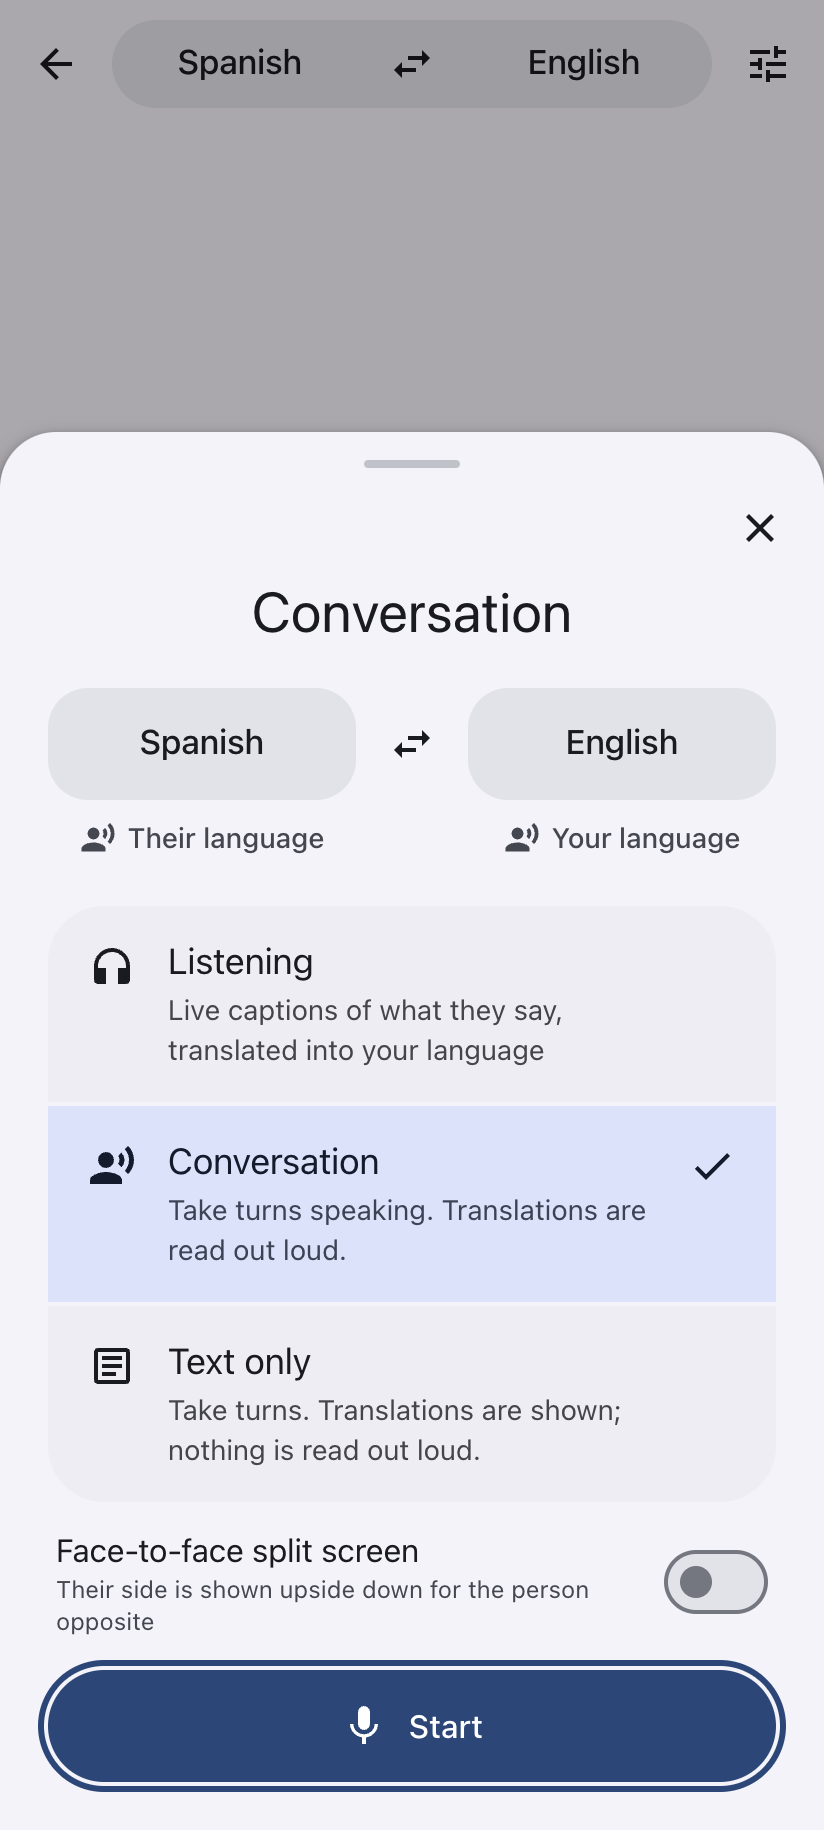 Spanish
English
Conversation
Spanish
English
Their language
Your language
Listening
Live captions of what they say,
translated into your language
Conversation
Take turns speaking. Translations are
read out loud.
Text only
Take turns. Translations are shown;
nothing is read out loud.
Face-to-face split screen
Their side is shown upside down for the person
opposite
Start